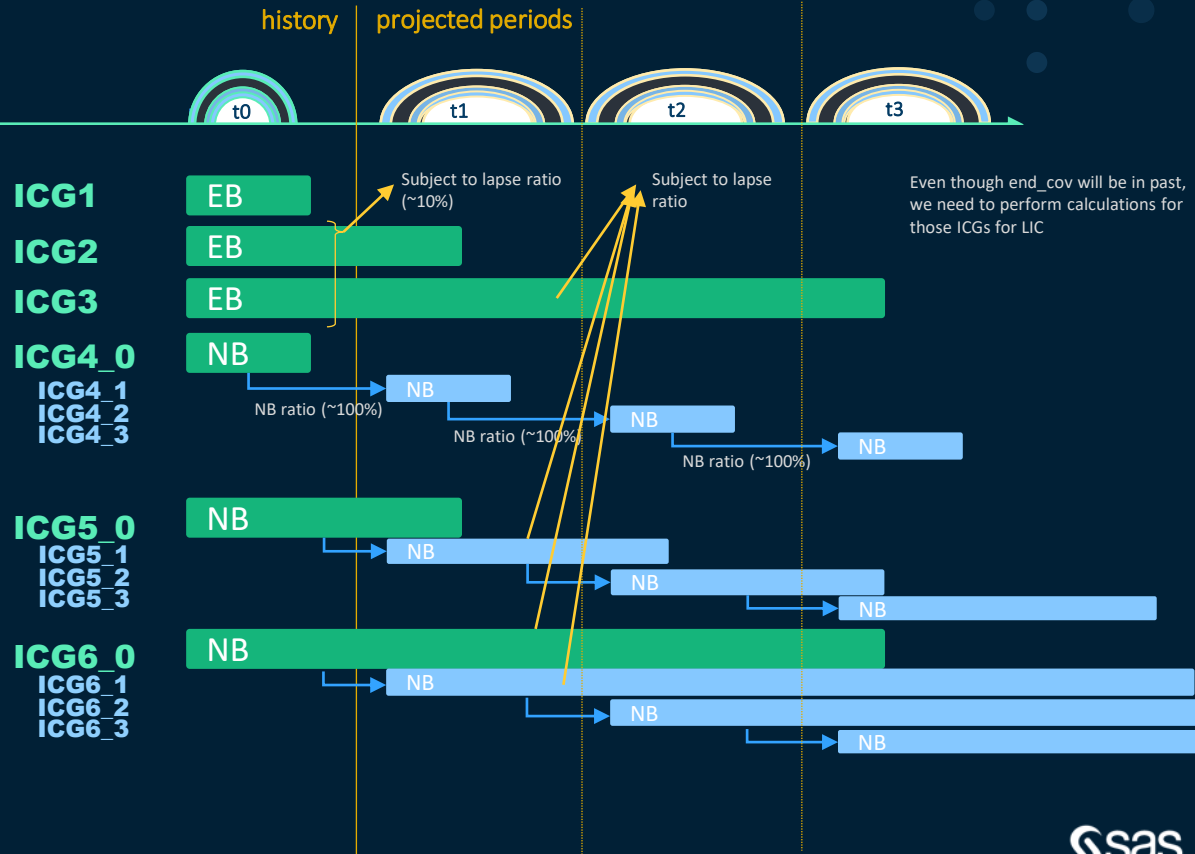 history
projected periods
t0
t1
t2
t3
ICG1
EB
Subject to lapse ratio
(~10%)
Subject to lapse
ratio
Even though end_cov will be in past,
we need to perform calculations for
those ICGs for LIC
ICG2
EB
ICG3
EB
ICG4_0
NB
ICG4_1
NB
NB ratio (~100%)
ICG4_2
NB
NB ratio (~100%)
ICG4_3
NB
NB ratio (~100%)
ICG5_0
NB
ICG5_1
NB
ICG5_2
NB
ICG5_3
NB
ICG6_0
NB
ICG6_1
NB
ICG6_2
NB
ICG6_3
NB
sas